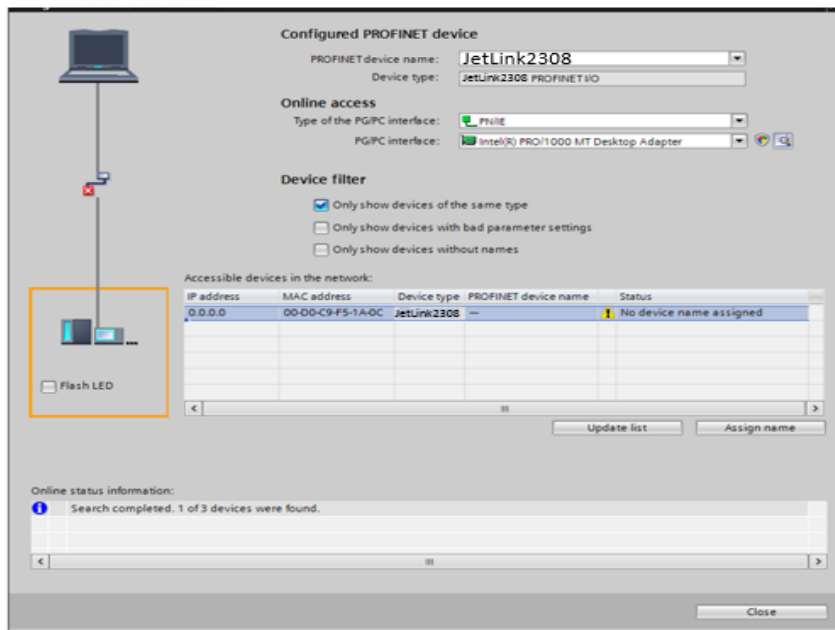 Configured PROFINET device
PROFINET device name: JetLink2308
Device type: JetLink2308 PROFINET I/O
Online access
Type of the PG/PC interface: PN/IE
PG/PC interface: Intel(R) PRO/1000 MT Desktop Adapter
Device filter
Only show devices of the same type
Only show devices with bad parameter settings
Only show devices without names
Accessible devices in the network:
IP address MAC address Device type PROFINET device name Status
0.0.0.0 00-D0-C9-F5-1A-0C JetLink2308 — No device name assigned
Flash LED
Update list Assign name
Online status information:
Search completed. 1 of 3 devices were found.
Close